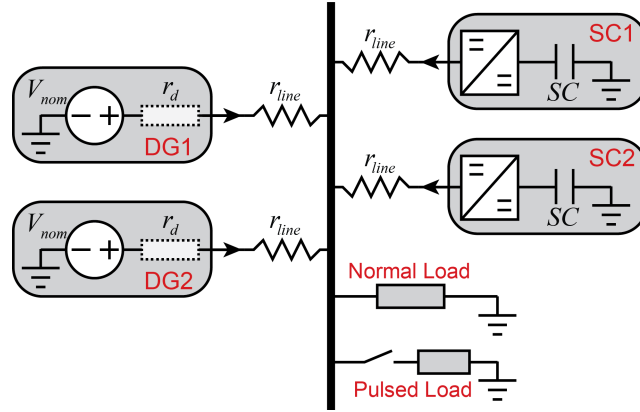 V_nom
r_d
DG1
r_line
V_nom
r_d
DG2
r_line
r_line
SC1
SC
r_line
SC2
SC
Normal Load
Pulsed Load